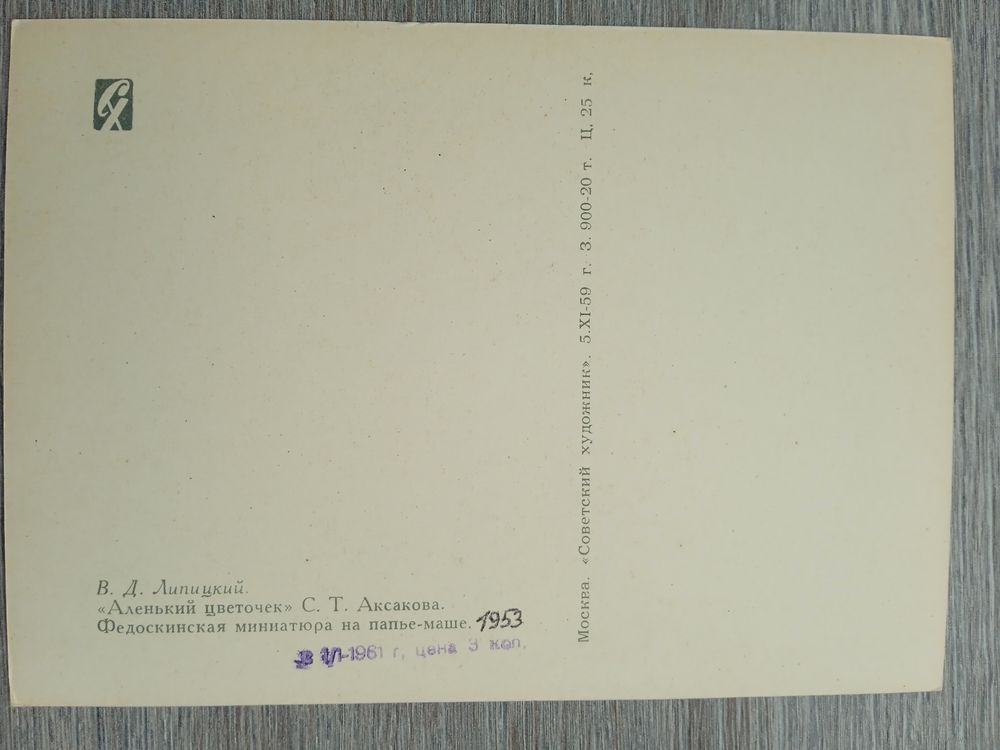 СХ
В. Д. Липицкий.
«Аленький цветочек» С. Т. Аксакова.
Федоскинская миниатюра на папье-маше. 1953
1961 г, цена 3 коп.
Москва. «Советский художник». 5.XI-59 г. З. 900-20 т. Ц. 25 к.